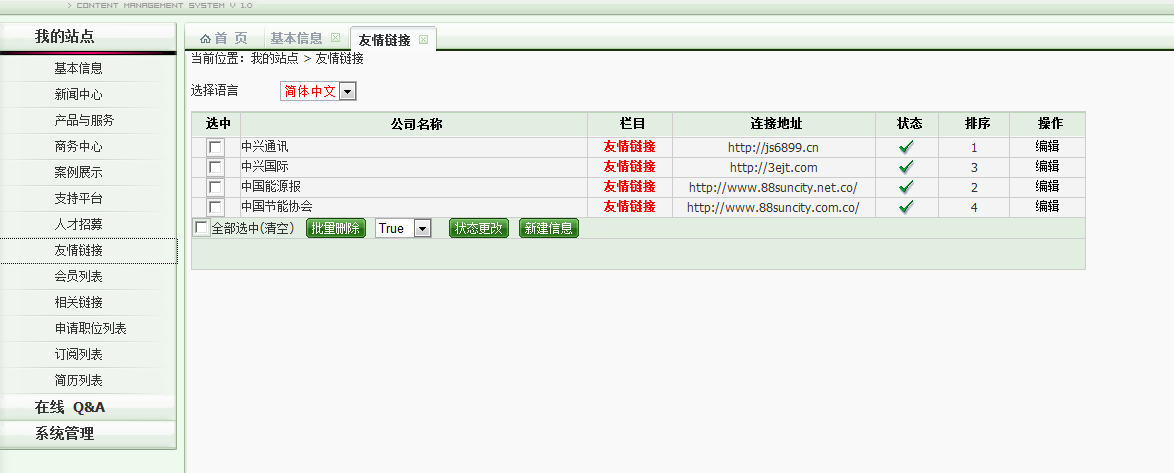 > CONTENT MANAGEMENT SYSTEM V 1.0
我的站点
基本信息
新闻中心
产品与服务
商务中心
案例展示
支持平台
人才招募
友情链接
会员列表
相关链接
申请职位列表
订阅列表
简历列表
在线 Q&A
系统管理
首 页 基本信息 友情链接
当前位置：我的站点 > 友情链接
选择语言 简体中文
选中 公司名称 栏目 连接地址 状态 排序 操作
中兴通讯 友情链接 http://js6899.cn 1 编辑
中兴国际 友情链接 http://3ejt.com 3 编辑
中国能源报 友情链接 http://www.88suncity.net.co/ 2 编辑
中国节能协会 友情链接 http://www.88suncity.com.co/ 4 编辑
全部选中(清空) 批量删除 True 状态更改 新建信息